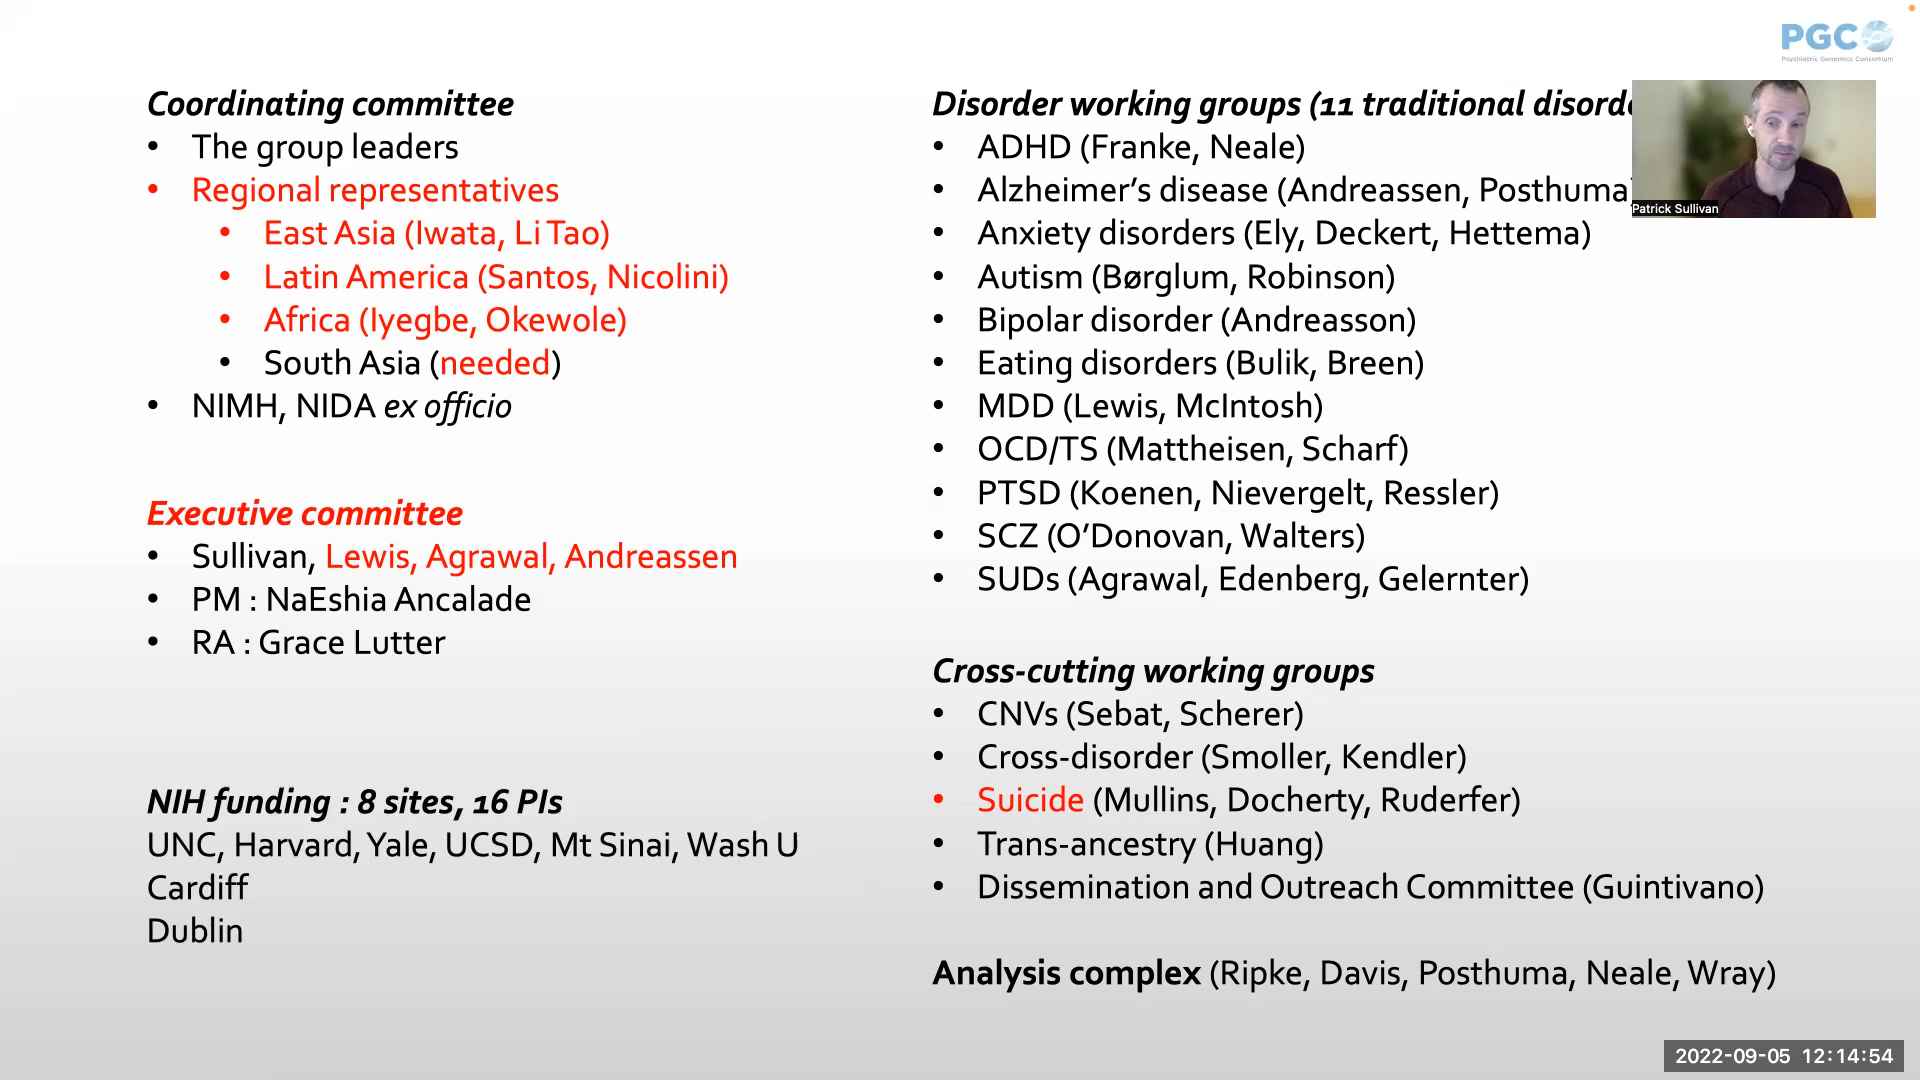 PGC
Psychiatric Genomics Consortium
Coordinating committee
• The group leaders
• Regional representatives
• East Asia (Iwata, Li Tao)
• Latin America (Santos, Nicolini)
• Africa (Iyegbe, Okewole)
• South Asia (needed)
• NIMH, NIDA ex officio
Executive committee
• Sullivan, Lewis, Agrawal, Andreassen
• PM : NaEshia Ancalade
• RA : Grace Lutter
NIH funding : 8 sites, 16 PIs
UNC, Harvard, Yale, UCSD, Mt Sinai, Wash U
Cardiff
Dublin
Disorder working groups (11 traditional
• ADHD (Franke, Neale)
• Alzheimer’s disease (Andreassen, Posthuma)
• Anxiety disorders (Ely, Deckert, Hettema)
• Autism (Børglum, Robinson)
• Bipolar disorder (Andreasson)
• Eating disorders (Bulik, Breen)
• MDD (Lewis, McIntosh)
• OCD/TS (Mattheisen, Scharf)
• PTSD (Koenen, Nievergelt, Ressler)
• SCZ (O’Donovan, Walters)
• SUDs (Agrawal, Edenberg, Gelernter)
Cross-cutting working groups
• CNVs (Sebat, Scherer)
• Cross-disorder (Smoller, Kendler)
• Suicide (Mullins, Docherty, Ruderfer)
• Trans-ancestry (Huang)
• Dissemination and Outreach Committee (Guintivano)
Analysis complex (Ripke, Davis, Posthuma, Neale, Wray)
Patrick Sullivan
2022-09-05 12:14:54